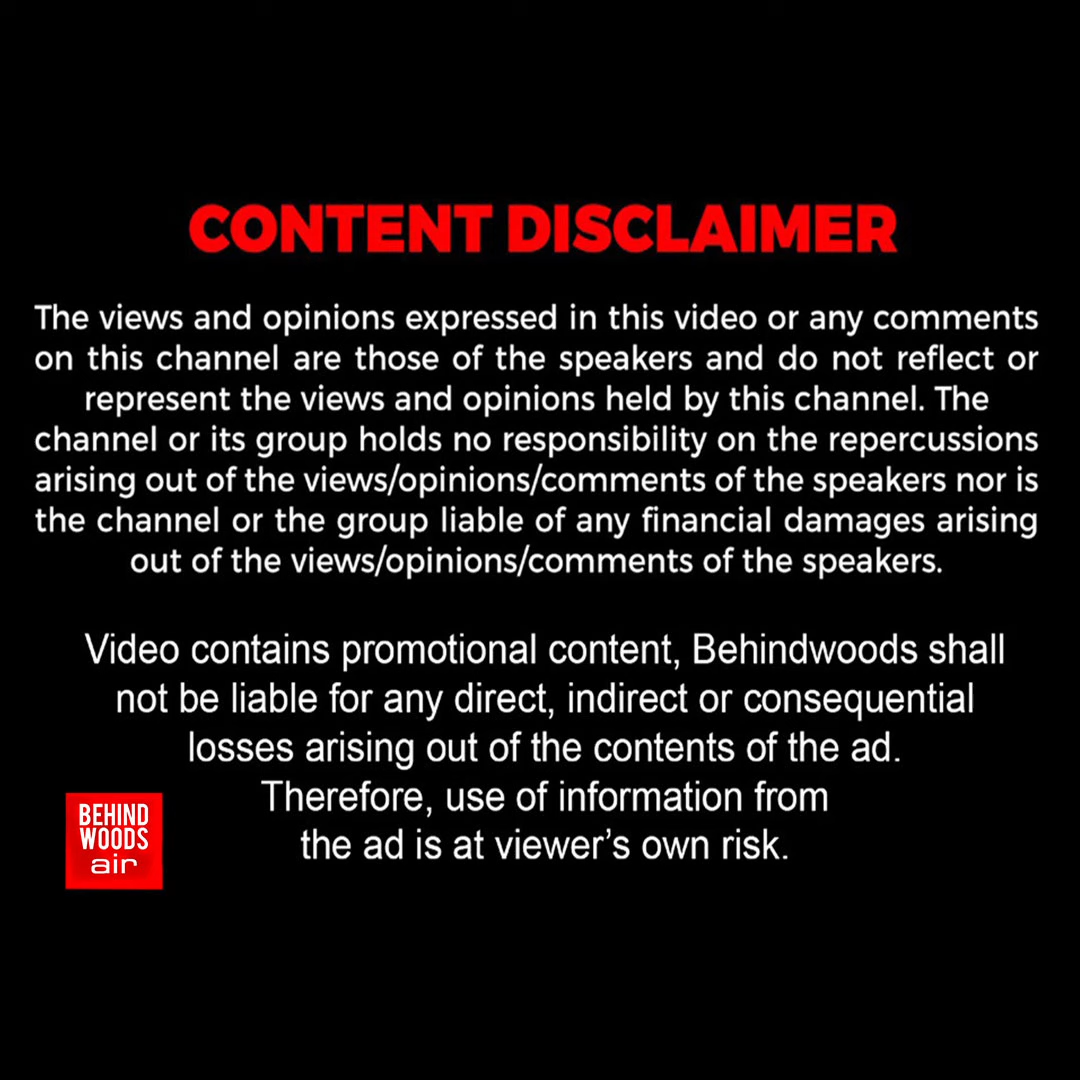 CONTENT DISCLAIMER
The views and opinions expressed in this video or any comments
on this channel are those of the speakers and do not reflect or
represent the views and opinions held by this channel. The
channel or its group holds no responsibility on the repercussions
arising out of the views/opinions/comments of the speakers nor is
the channel or the group liable of any financial damages arising
out of the views/opinions/comments of the speakers.
Video contains promotional content, Behindwoods shall
not be liable for any direct, indirect or consequential
losses arising out of the contents of the ad.
Therefore, use of information from
the ad is at viewer's own risk.
BEHIND
WOODS
air